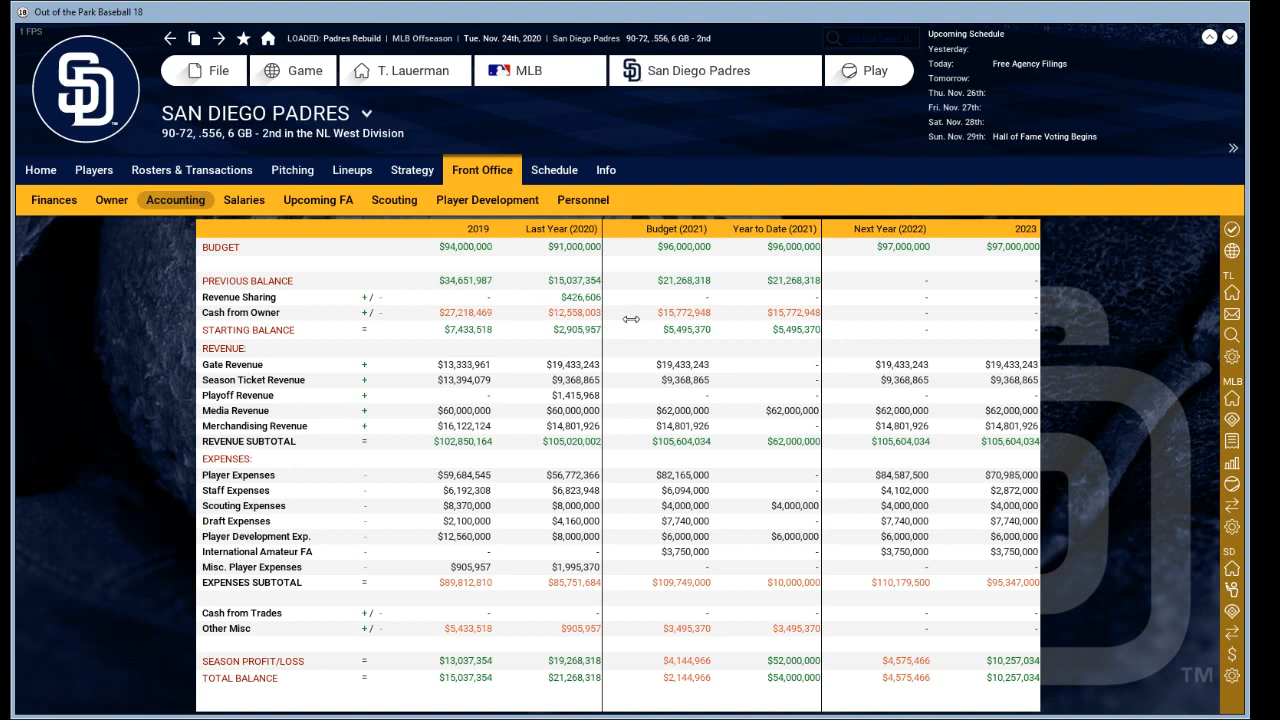 18 Out of the Park Baseball 18
1 FPS
LOADED: Padres Rebuild | MLB Offseason | Tue. Nov. 24th, 2020 | San Diego Padres 90-72, .556, 6 GB - 2nd
Upcoming Schedule
Yesterday:
Today: Free Agency Filings
Tomorrow:
Thu. Nov. 26th:
Fri. Nov. 27th:
Sat. Nov. 28th:
Sun. Nov. 29th: Hall of Fame Voting Begins
File Game T. Lauerman MLB San Diego Padres Play
SAN DIEGO PADRES
90-72, .556, 6 GB - 2nd in the NL West Division
Home Players Rosters & Transactions Pitching Lineups Strategy Front Office Schedule Info
Finances Owner Accounting Salaries Upcoming FA Scouting Player Development Personnel
2019 Last Year (2020) Budget (2021) Year to Date (2021) Next Year (2022) 2023
BUDGET $94,000,000 $91,000,000 $96,000,000 $96,000,000 $97,000,000 $97,000,000
PREVIOUS BALANCE $34,651,987 $15,037,354 $21,268,318 $21,268,318 - -
Revenue Sharing + / - - $426,606 - - - -
Cash from Owner + / - $27,218,469 $12,558,003 $15,772,948 $15,772,948 - -
STARTING BALANCE = $7,433,518 $2,905,957 $5,495,370 $5,495,370 - -
REVENUE:
Gate Revenue + $13,333,961 $19,433,243 $19,433,243 - $19,433,243 $19,433,243
Season Ticket Revenue + $13,394,079 $9,368,865 $9,368,865 - $9,368,865 $9,368,865
Playoff Revenue + - $1,415,968 - - - -
Media Revenue + $60,000,000 $60,000,000 $62,000,000 $62,000,000 $62,000,000 $62,000,000
Merchandising Revenue + $16,122,124 $14,801,926 $14,801,926 - $14,801,926 $14,801,926
REVENUE SUBTOTAL = $102,850,164 $105,020,002 $105,604,034 $62,000,000 $105,604,034 $105,604,034
EXPENSES:
Player Expenses - $59,684,545 $56,772,366 $82,165,000 - $84,587,500 $70,985,000
Staff Expenses - $6,192,308 $6,823,948 $6,094,000 - $4,102,000 $2,872,000
Scouting Expenses - $8,370,000 $8,000,000 $4,000,000 $4,000,000 $4,000,000 $4,000,000
Draft Expenses - $2,100,000 $4,160,000 $7,740,000 - $7,740,000 $7,740,000
Player Development Exp. - $12,560,000 $8,000,000 $6,000,000 $6,000,000 $6,000,000 $6,000,000
International Amateur FA - - - $3,750,000 - $3,750,000 $3,750,000
Misc. Player Expenses - $905,957 $1,995,370 - - - -
EXPENSES SUBTOTAL = $89,812,810 $85,751,684 $109,749,000 $10,000,000 $110,179,500 $95,347,000
Cash from Trades + / - - - - - - -
Other Misc + / - $5,433,518 $905,957 $3,495,370 $3,495,370 - -
SEASON PROFIT/LOSS = $13,037,354 $19,268,318 $4,144,966 $52,000,000 $4,575,466 $10,257,034
TOTAL BALANCE = $15,037,354 $21,268,318 $2,144,966 $54,000,000 $4,575,466 $10,257,034
TL
MLB
SD
$
SD
TM